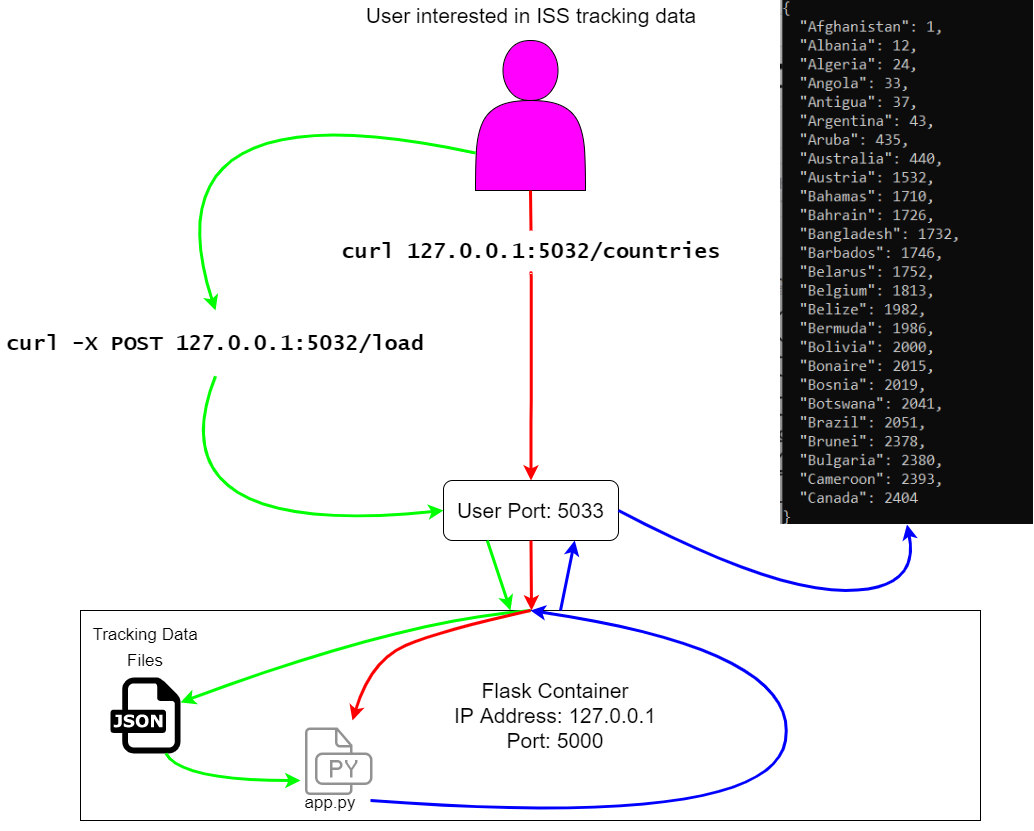 User interested in ISS tracking data
{
"Afghanistan": 1,
"Albania": 12,
"Algeria": 24,
"Angola": 33,
"Antigua": 37,
"Argentina": 43,
"Aruba": 435,
"Australia": 440,
"Austria": 1532,
"Bahamas": 1710,
"Bahrain": 1726,
"Bangladesh": 1732,
"Barbados": 1746,
"Belarus": 1752,
"Belgium": 1813,
"Belize": 1982,
"Bermuda": 1986,
"Bolivia": 2000,
"Bonaire": 2015,
"Bosnia": 2019,
"Botswana": 2041,
"Brazil": 2051,
"Brunei": 2378,
"Bulgaria": 2380,
"Cameroon": 2393,
"Canada": 2404
}
curl 127.0.0.1:5032/countries
curl -X POST 127.0.0.1:5032/load
User Port: 5033
Tracking Data
Files
JSON
Flask Container
IP Address: 127.0.0.1
Port: 5000
PY
app.py